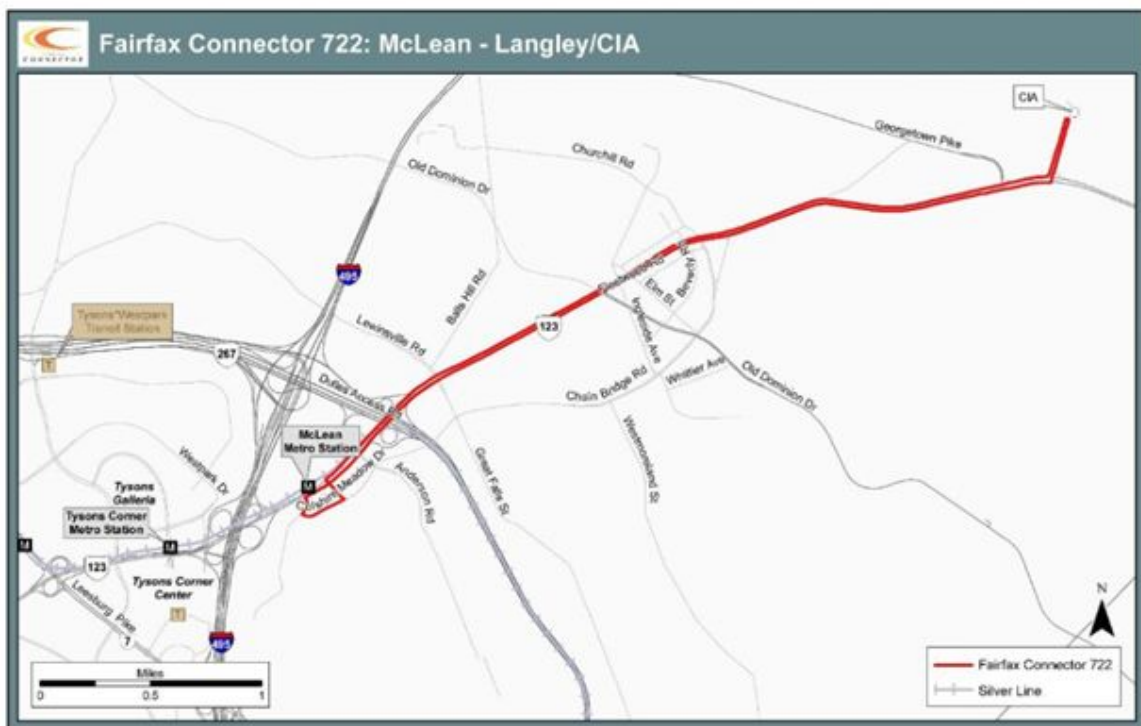 CONNECTOR
Fairfax Connector 722: McLean - Langley/CIA
CIA
Georgetown Pike
Churchill Rd
Old Dominion Dr
495
Balls Hill Rd
Beverly Rd
Elm St
Tysons*Westpark
Transit Station
T
267
Lewinsville Rd
123
Ingleside Ave
Whittier Ave
Old Dominion Dr
Dulles Access Rd
Chain Bridge Rd
McLean
Metro Station
M
Westpark Dr
Meadow Dr
Anderson Rd
Great Falls St
Westmoreland St
Tysons
Galleria
Tysons Corner
Metro Station
M
M
123
Tysons Corner
Center
T
Leesburg Pike
7
495
N
Miles
0 0.5 1
Fairfax Connector 722
Silver Line